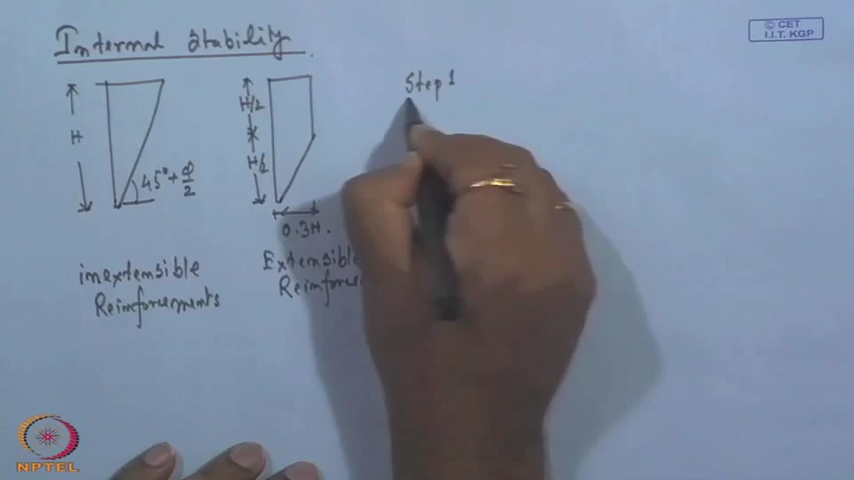 Internal Stability
© CET
I.I.T. KGP
Step 1
H
45° + φ/2
H/2
H/2
0.3H.
inextensible
Reinforcements
Extensible
NPTEL